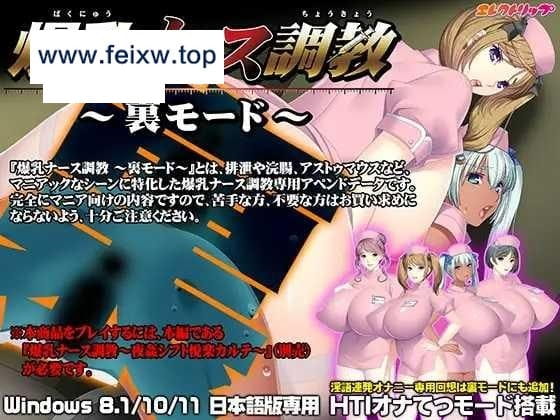 ばくにゅう ちょうきょう エレクトリップ
爆 ス調教
www.feixw.top
～裏モード～
『爆乳ナース調教 ～裏モード～』とは、排泄や浣腸、アストゥマウスなど、
マニアックなシーンに特化した爆乳ナース調教専用アペンドデータです。
完全にマニア向けの内容ですので、苦手な方、不要な方はお買い求めに
ならないよう、十分ご注意ください。
※本商品をプレイするには、本編である
『爆乳ナース調教～夜姦シフト悦楽カルテ～』(別売)
が必要です。
淫語連発オナニー専用回想は裏モードにも追加!
Windows 8.1/10/11 日本語版専用 HTIオナてつモード搭載